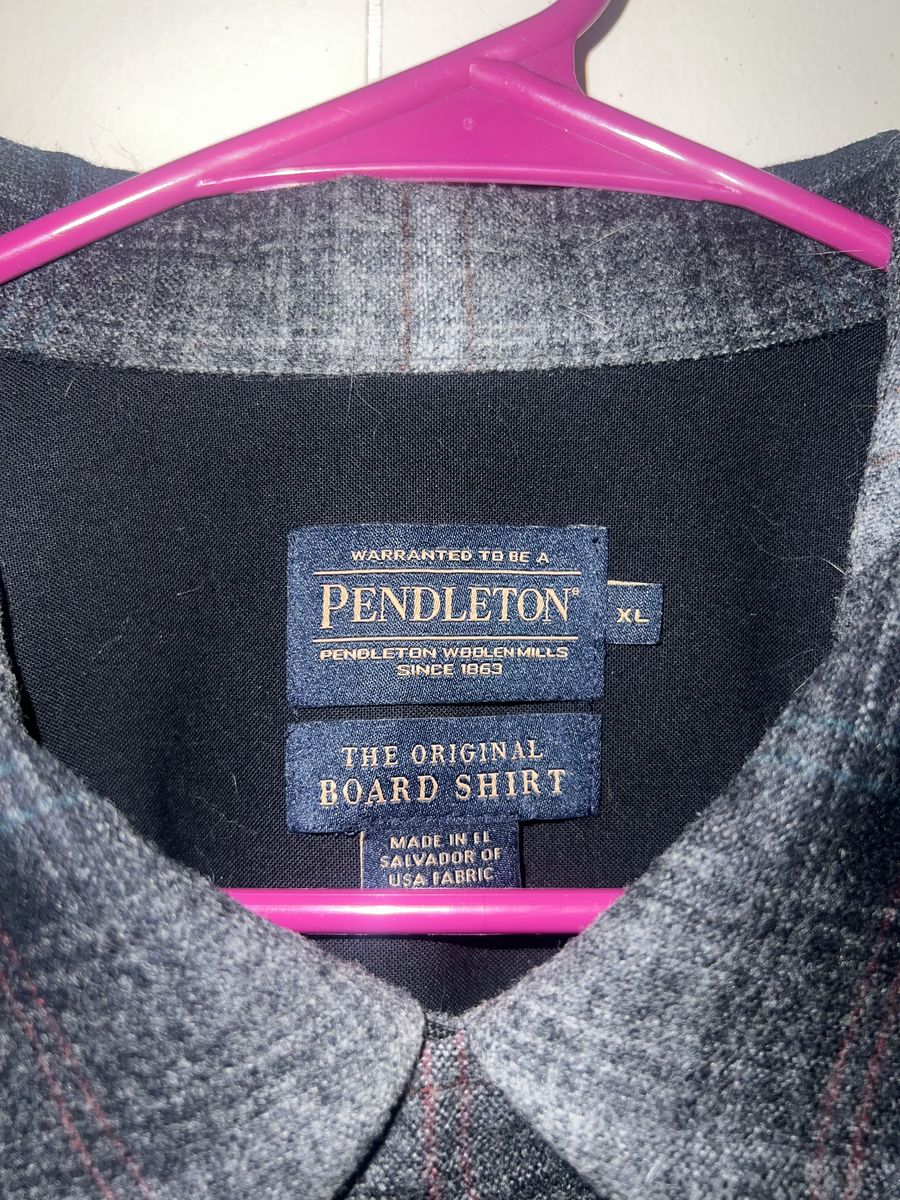 WARRANTED TO BE A
PENDLETON®
PENDLETON WOOLEN MILLS
SINCE 1863
XL
THE ORIGINAL
BOARD SHIRT
MADE IN EL
SALVADOR OF
USA FABRIC